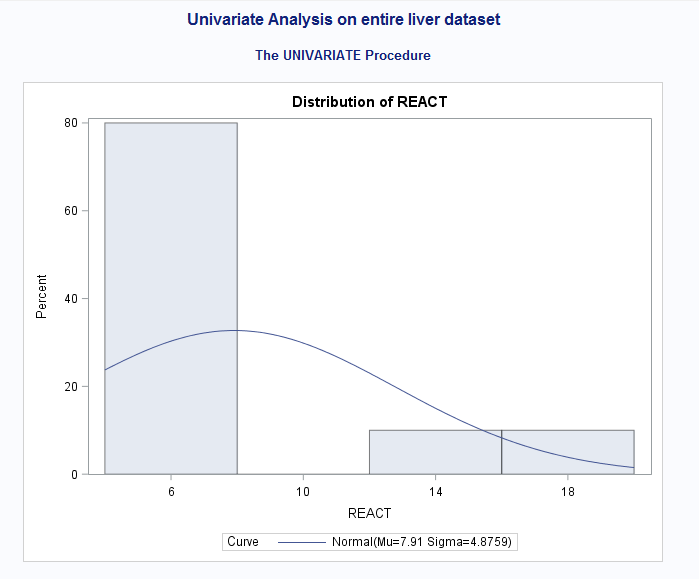 Univariate Analysis on entire liver dataset
The UNIVARIATE Procedure
Distribution of REACT
80
60
40
20
0
Percent
6 10 14 18
REACT
Curve Normal(Mu=7.91 Sigma=4.8759)